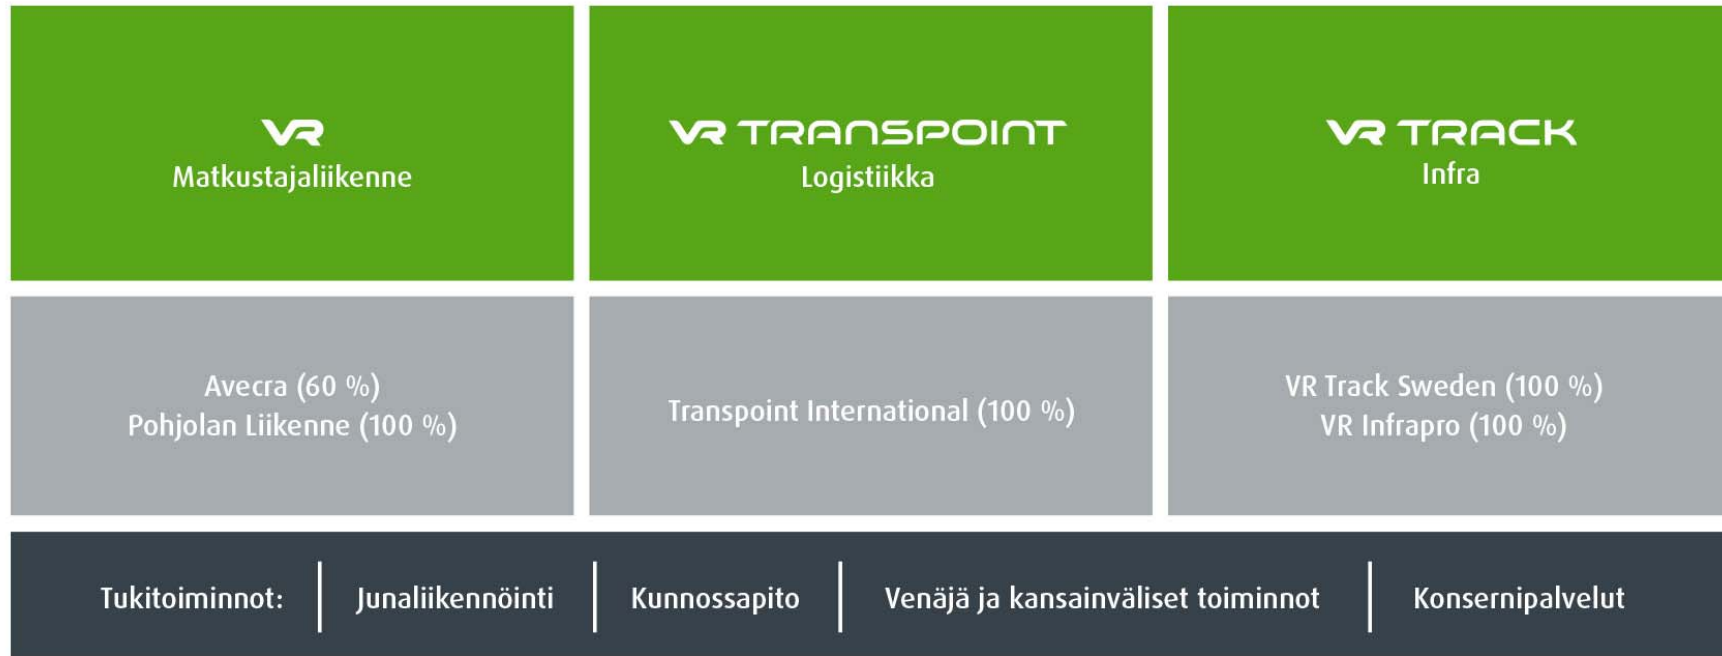 VR
Matkustajaliikenne
VR TRANSPOINT
Logistiikka
VR TRACK
Infra
Avecra (60 %)
Pohjolan Liikenne (100 %)
Transpoint International (100 %)
VR Track Sweden (100 %)
VR Infrapro (100 %)
Tukitoiminnot: Junaliikennöinti Kunnossapito Venäjä ja kansainväliset toiminnot Konsernipalvelut